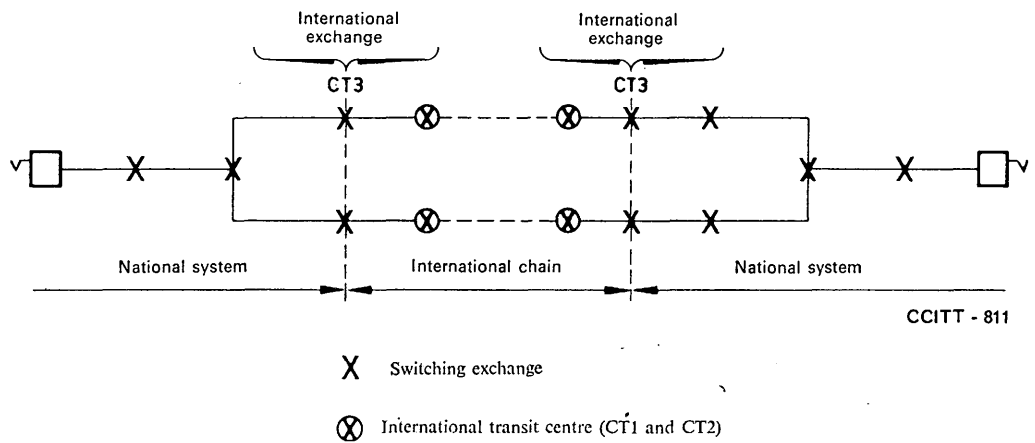 International
exchange
International
exchange
CT3
CT3
National system
International chain
National system
CCITT - 811
Switching exchange
International transit centre (CT1 and CT2)